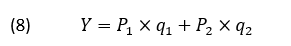 (8) Y = P₁ × q₁ + P₂ × q₂